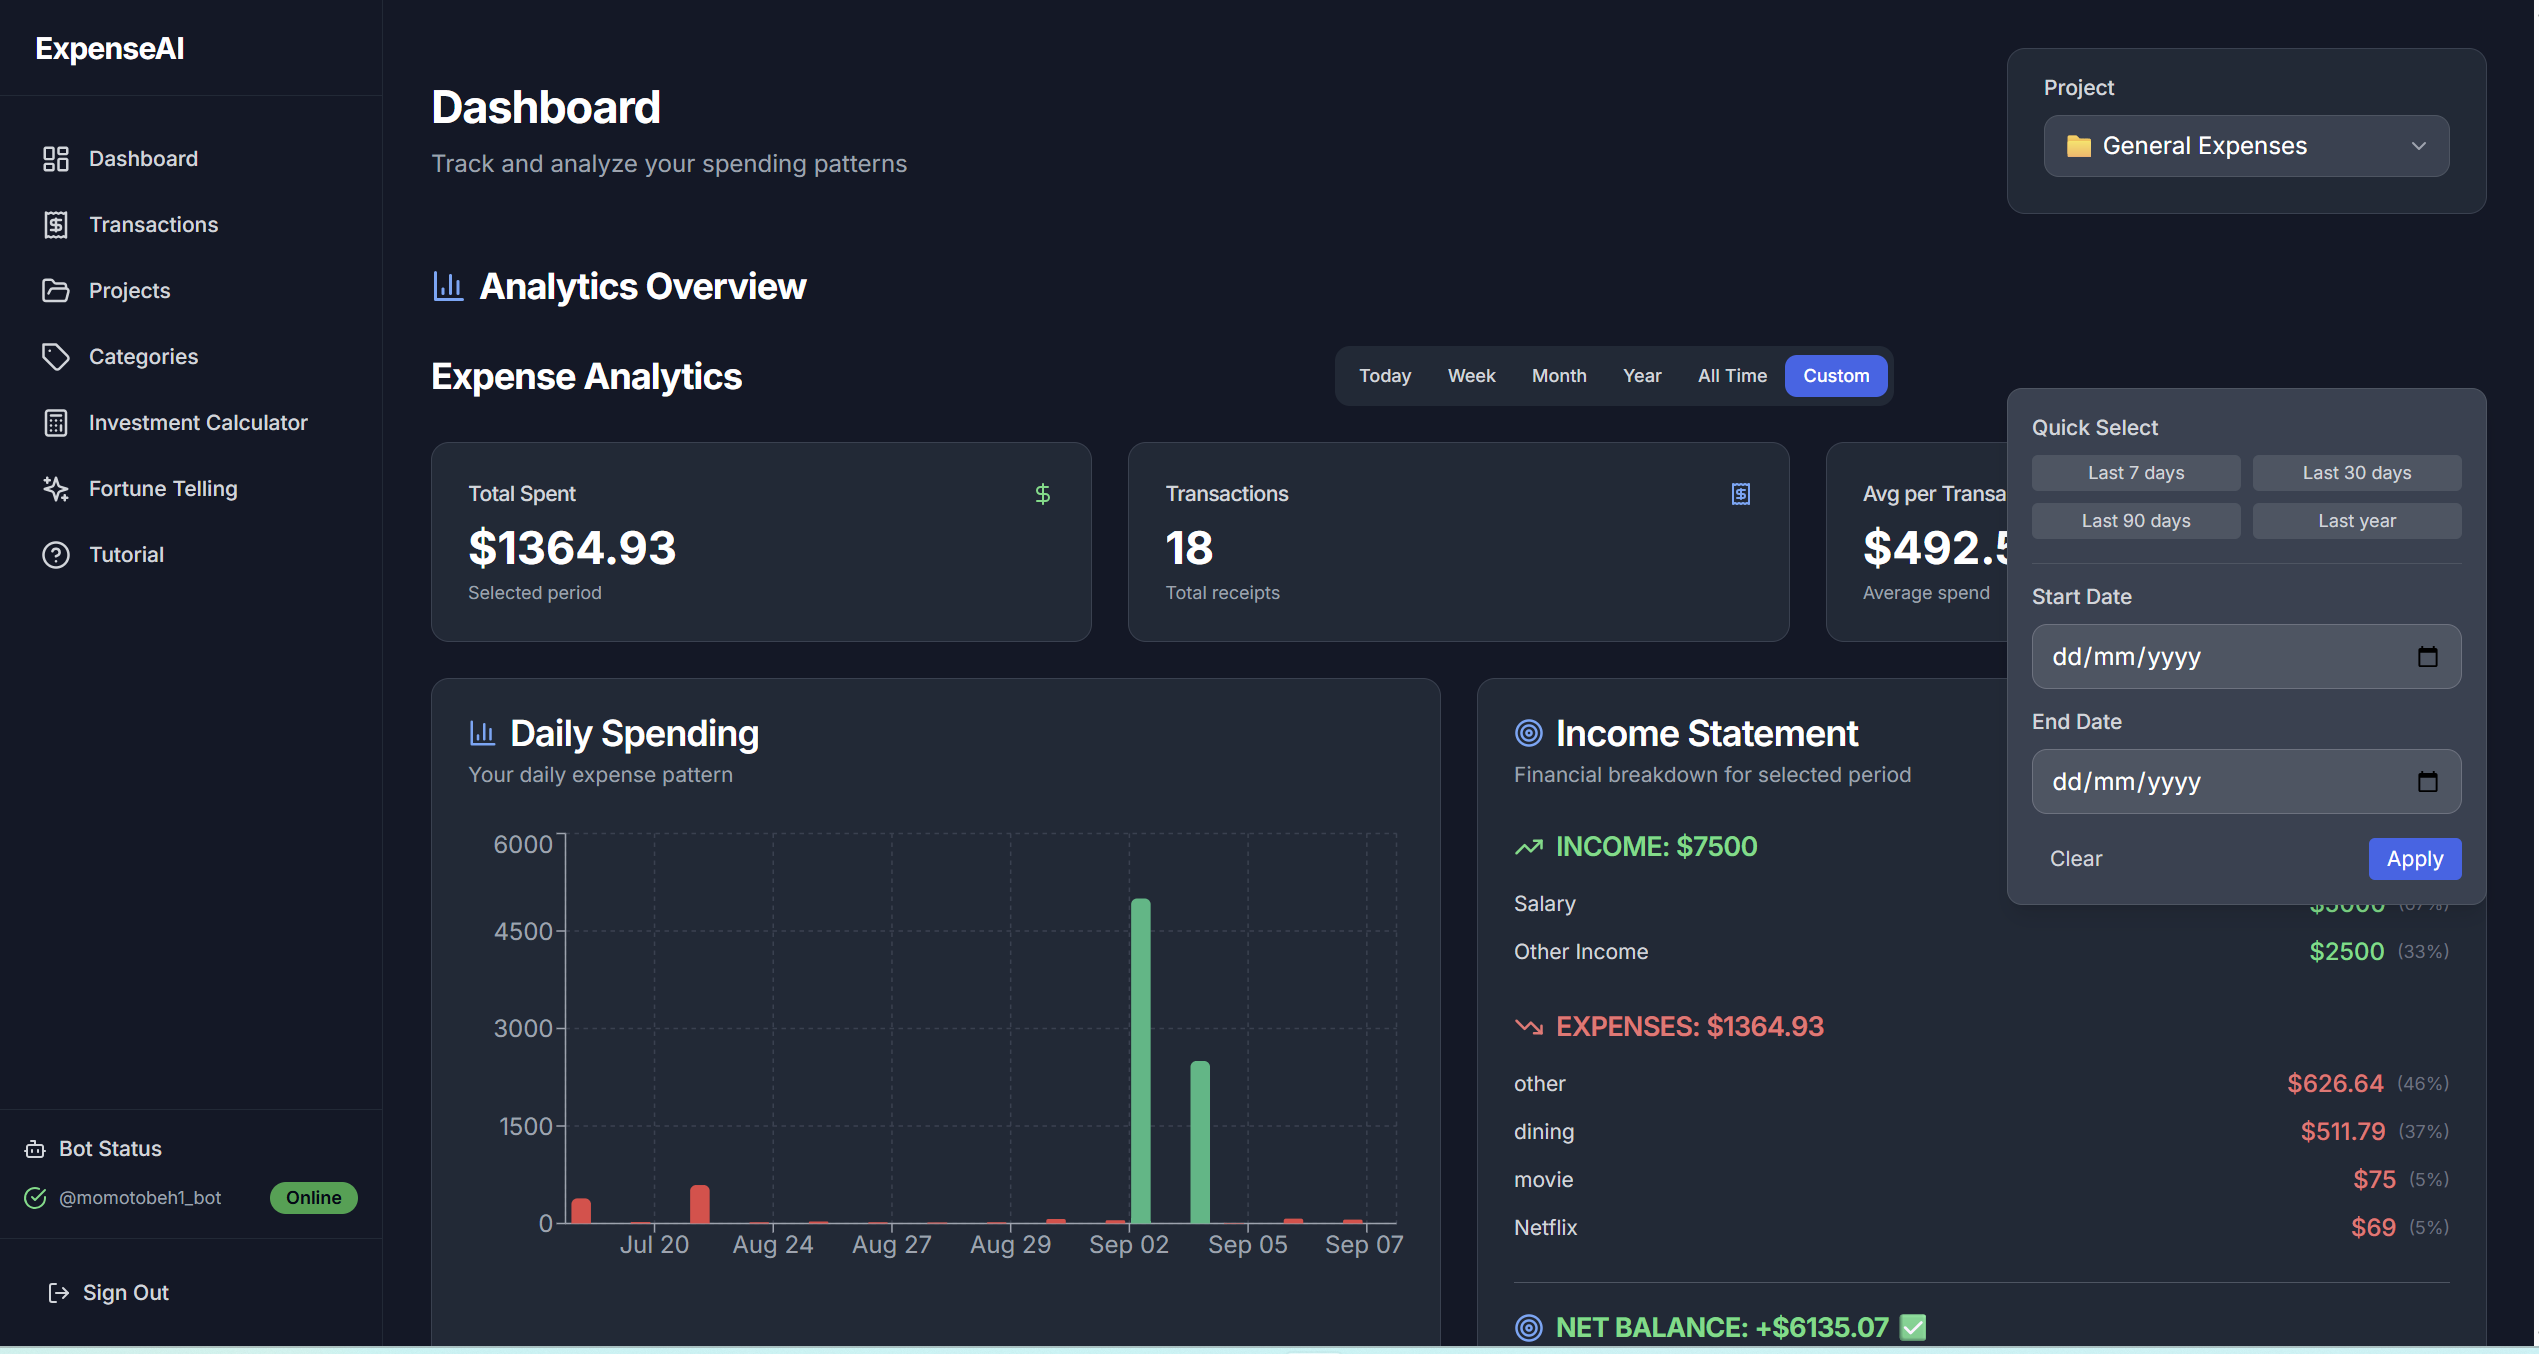 ExpenseAI
Dashboard
Transactions
Projects
Categories
Investment Calculator
Fortune Telling
Tutorial
Bot Status
@momotobeh1_bot
Online
Sign Out
Dashboard
Track and analyze your spending patterns
Project
General Expenses
Analytics Overview
Expense Analytics
Today Week Month Year All Time Custom
Total Spent
$1364.93
Selected period
Transactions
18
Total receipts
Avg per Transa
$492.5
Average spend
Quick Select
Last 7 days Last 30 days
Last 90 days Last year
Start Date
dd/mm/yyyy
End Date
dd/mm/yyyy
Clear Apply
Daily Spending
Your daily expense pattern
6000
4500
3000
1500
0
Jul 20 Aug 24 Aug 27 Aug 29 Sep 02 Sep 05 Sep 07
Income Statement
Financial breakdown for selected period
INCOME: $7500
Salary $5000 (67%)
Other Income $2500 (33%)
EXPENSES: $1364.93
other $626.64 (46%)
dining $511.79 (37%)
movie $75 (5%)
Netflix $69 (5%)
NET BALANCE: +$6135.07